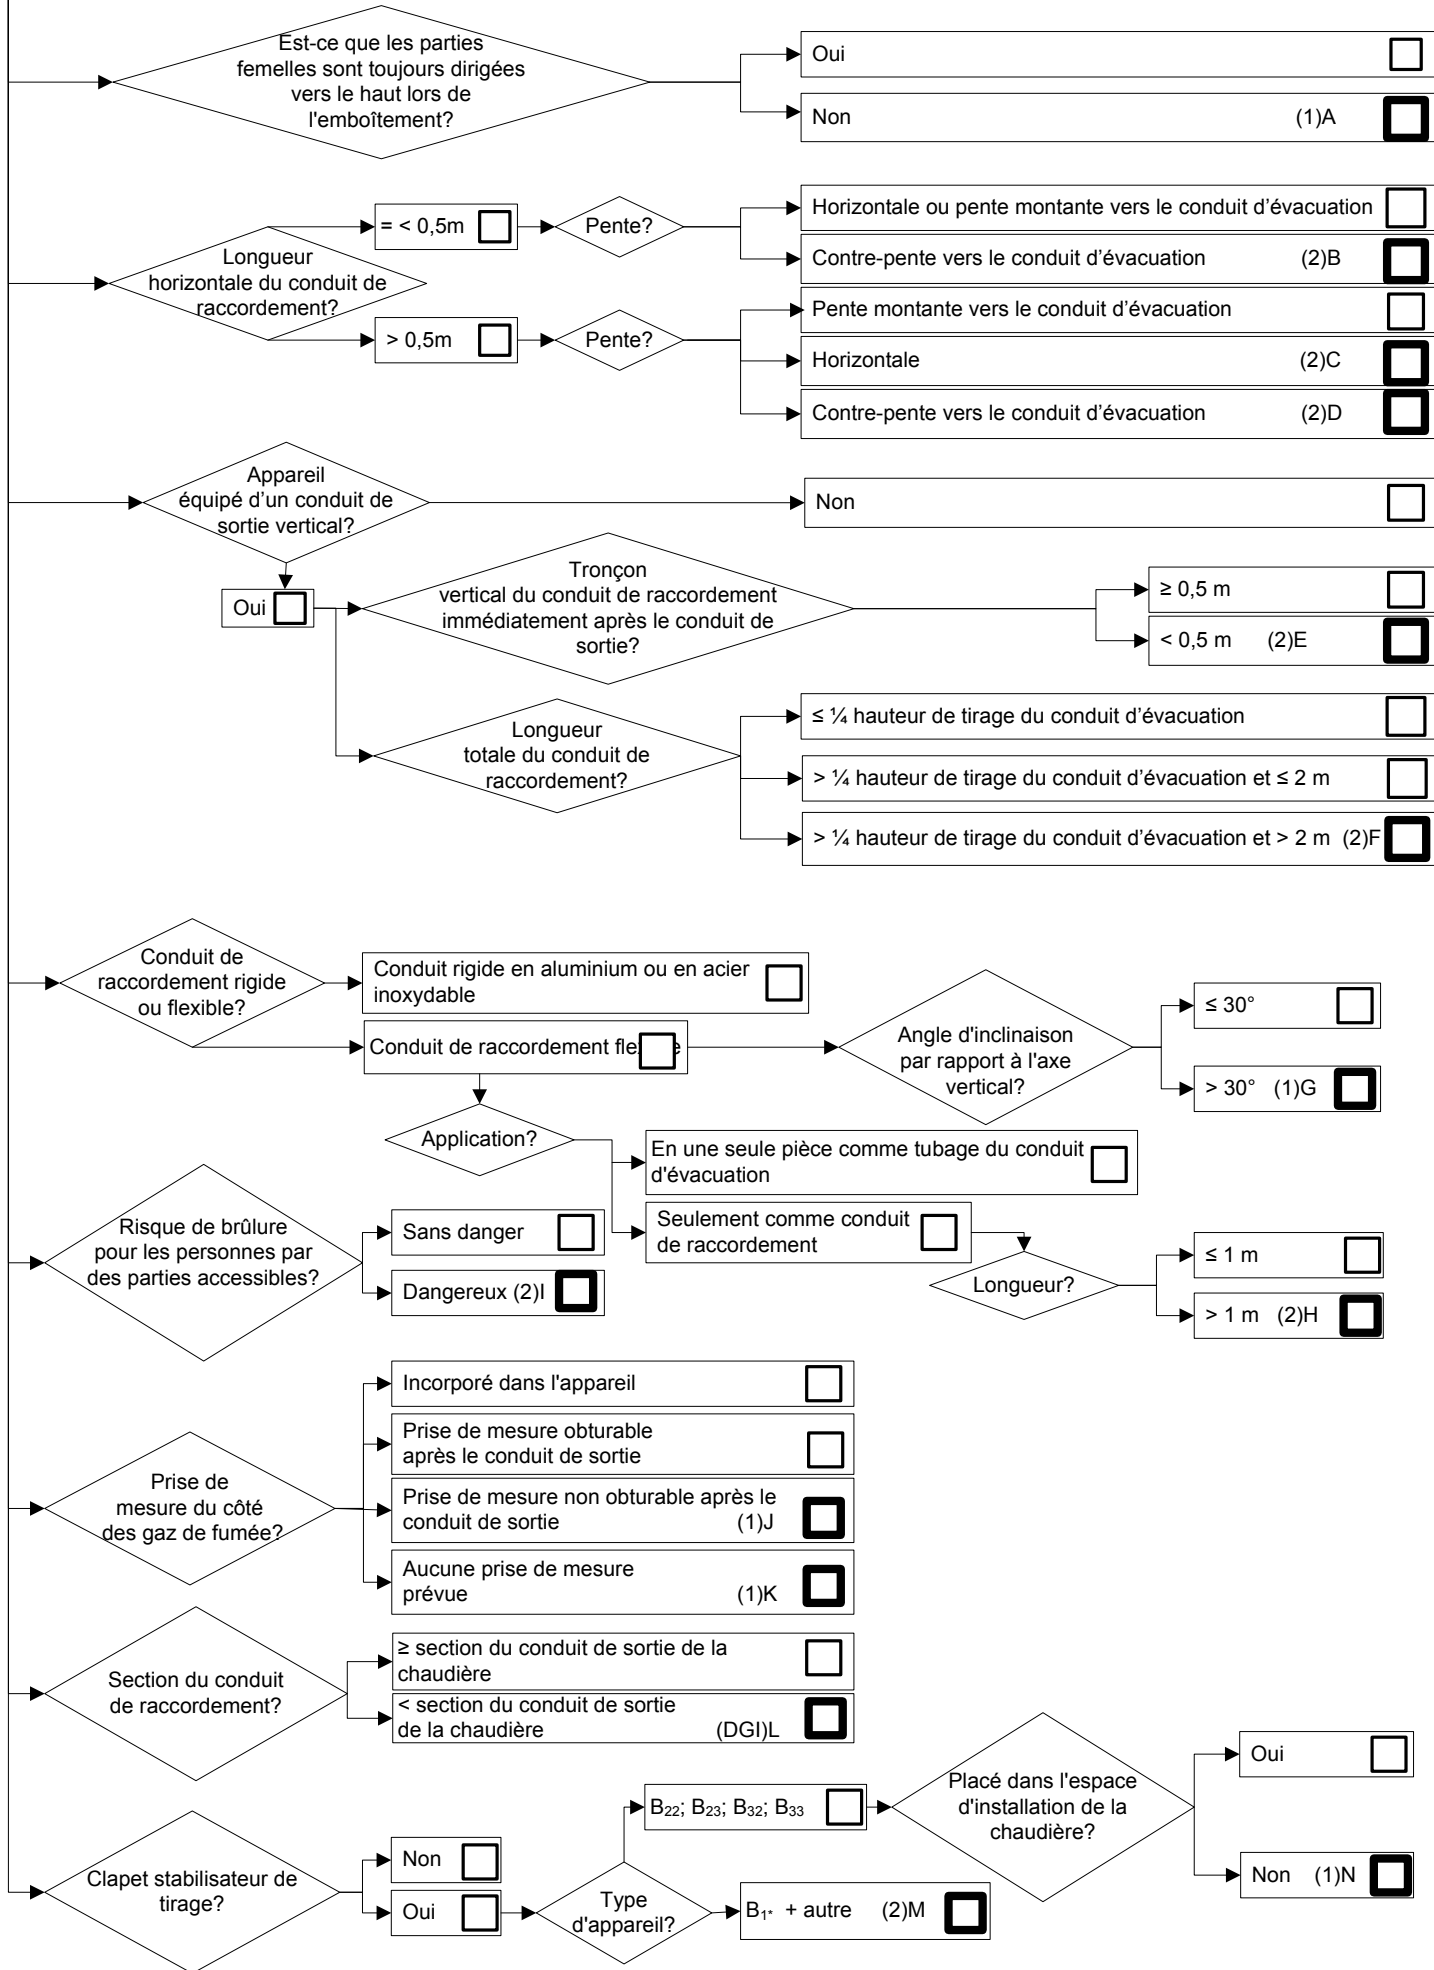 Est-ce que les parties
femelles sont toujours dirigées
vers le haut lors de
l'emboîtement?
Oui
Non (1)A
Longueur
horizontale du conduit de
raccordement?
= < 0,5m
Pente?
Horizontale ou pente montante vers le conduit d'évacuation
Contre-pente vers le conduit d'évacuation (2)B
> 0,5m
Pente?
Pente montante vers le conduit d'évacuation
Horizontale (2)C
Contre-pente vers le conduit d'évacuation (2)D
Appareil
équipé d'un conduit de
sortie vertical?
Non
Oui
Tronçon
vertical du conduit de raccordement
immédiatement après le conduit de
sortie?
≥ 0,5 m
< 0,5 m (2)E
Longueur
totale du conduit de
raccordement?
≤ ¼ hauteur de tirage du conduit d'évacuation
> ¼ hauteur de tirage du conduit d'évacuation et ≤ 2 m
> ¼ hauteur de tirage du conduit d'évacuation et > 2 m (2)F
Conduit de
raccordement rigide
ou flexible?
Conduit rigide en aluminium ou en acier
inoxydable
Conduit de raccordement
Angle d'inclinaison
par rapport à l'axe
vertical?
≤ 30°
> 30° (1)G
Application?
En une seule pièce comme tubage du conduit
d'évacuation
Seulement comme conduit
de raccordement
Longueur?
≤ 1 m
> 1 m (2)H
Risque de brûlure
pour les personnes par
des parties accessibles?
Sans danger
Dangereux (2)I
Prise de
mesure du côté
des gaz de fumée?
Incorporé dans l'appareil
Prise de mesure obturable
après le conduit de sortie
Prise de mesure non obturable après le
conduit de sortie (1)J
Aucune prise de mesure
prévue (1)K
Section du conduit
de raccordement?
≥ section du conduit de sortie de la
chaudière
< section du conduit de sortie
de la chaudière (DGI)L
Clapet stabilisateur de
tirage?
Non
Oui
Type
d'appareil?
B22; B23; B32; B33
B1* + autre (2)M
Placé dans l'espace
d'installation de la
chaudière?
Oui
Non (1)N